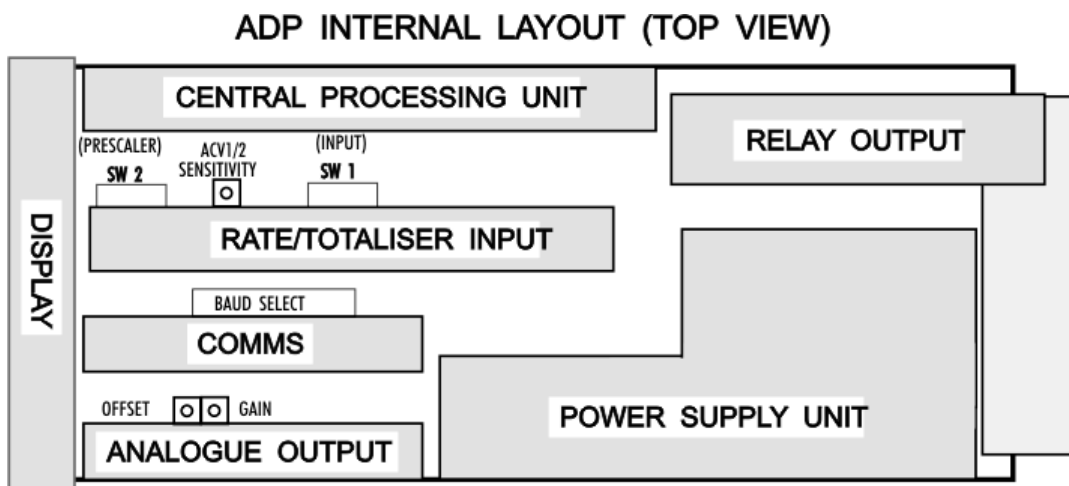 ADP INTERNAL LAYOUT (TOP VIEW)
CENTRAL PROCESSING UNIT
RELAY OUTPUT
(PRESCALER)
SW 2
ACV1/2
SENSITIVITY
(INPUT)
SW 1
RATE/TOTALISER INPUT
DISPLAY
BAUD SELECT
COMMS
OFFSET
GAIN
ANALOGUE OUTPUT
POWER SUPPLY UNIT